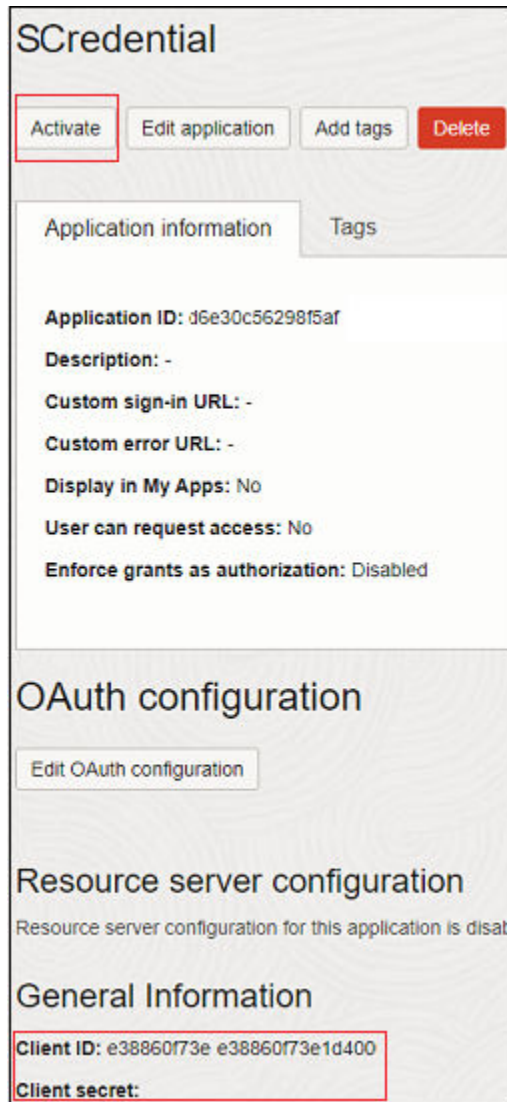 SCredential
Activate Edit application Add tags Delete
Application information Tags
Application ID: d6e30c56298f5af
Description: -
Custom sign-in URL: -
Custom error URL: -
Display in My Apps: No
User can request access: No
Enforce grants as authorization: Disabled
OAuth configuration
Edit OAuth configuration
Resource server configuration
Resource server configuration for this application is disab
General Information
Client ID: e38860f73e e38860f73e1d400
Client secret: